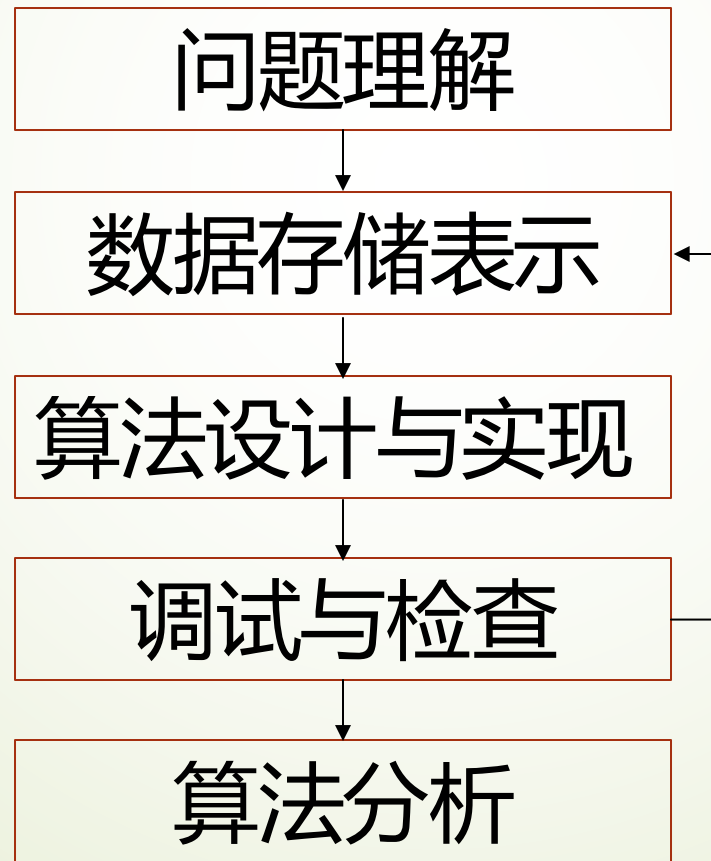 问题理解
数据存储表示
算法设计与实现
调试与检查
算法分析